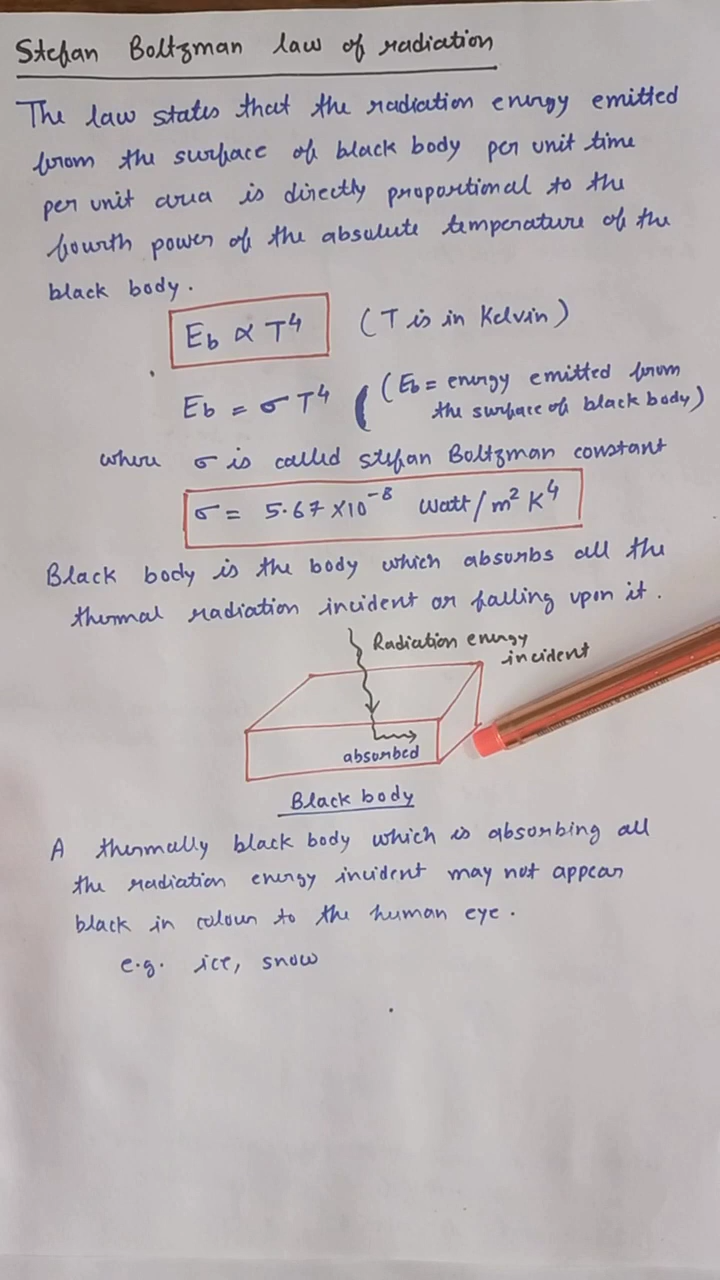 Stefan Boltzman law of radiation
The law states that the radiation energy emitted
from the surface of black body per unit time
per unit area is directly proportional to the
fourth power of the absolute temperature of the
black body.
Eb ∝ T⁴ (T is in Kelvin)
Eb = σT⁴ ( (Eb = energy emitted from
the surface of black body)
where σ is called stefan Boltzman constant
σ = 5.67 × 10⁻⁸ Watt/m² K⁴
Black body is the body which absorbs all the
thermal radiation incident or falling upon it.
Radiation energy
incident
absorbed
Black body
A thermally black body which is absorbing all
the radiation energy incident may not appear
black in colour to the human eye.
e.g. ice, snow